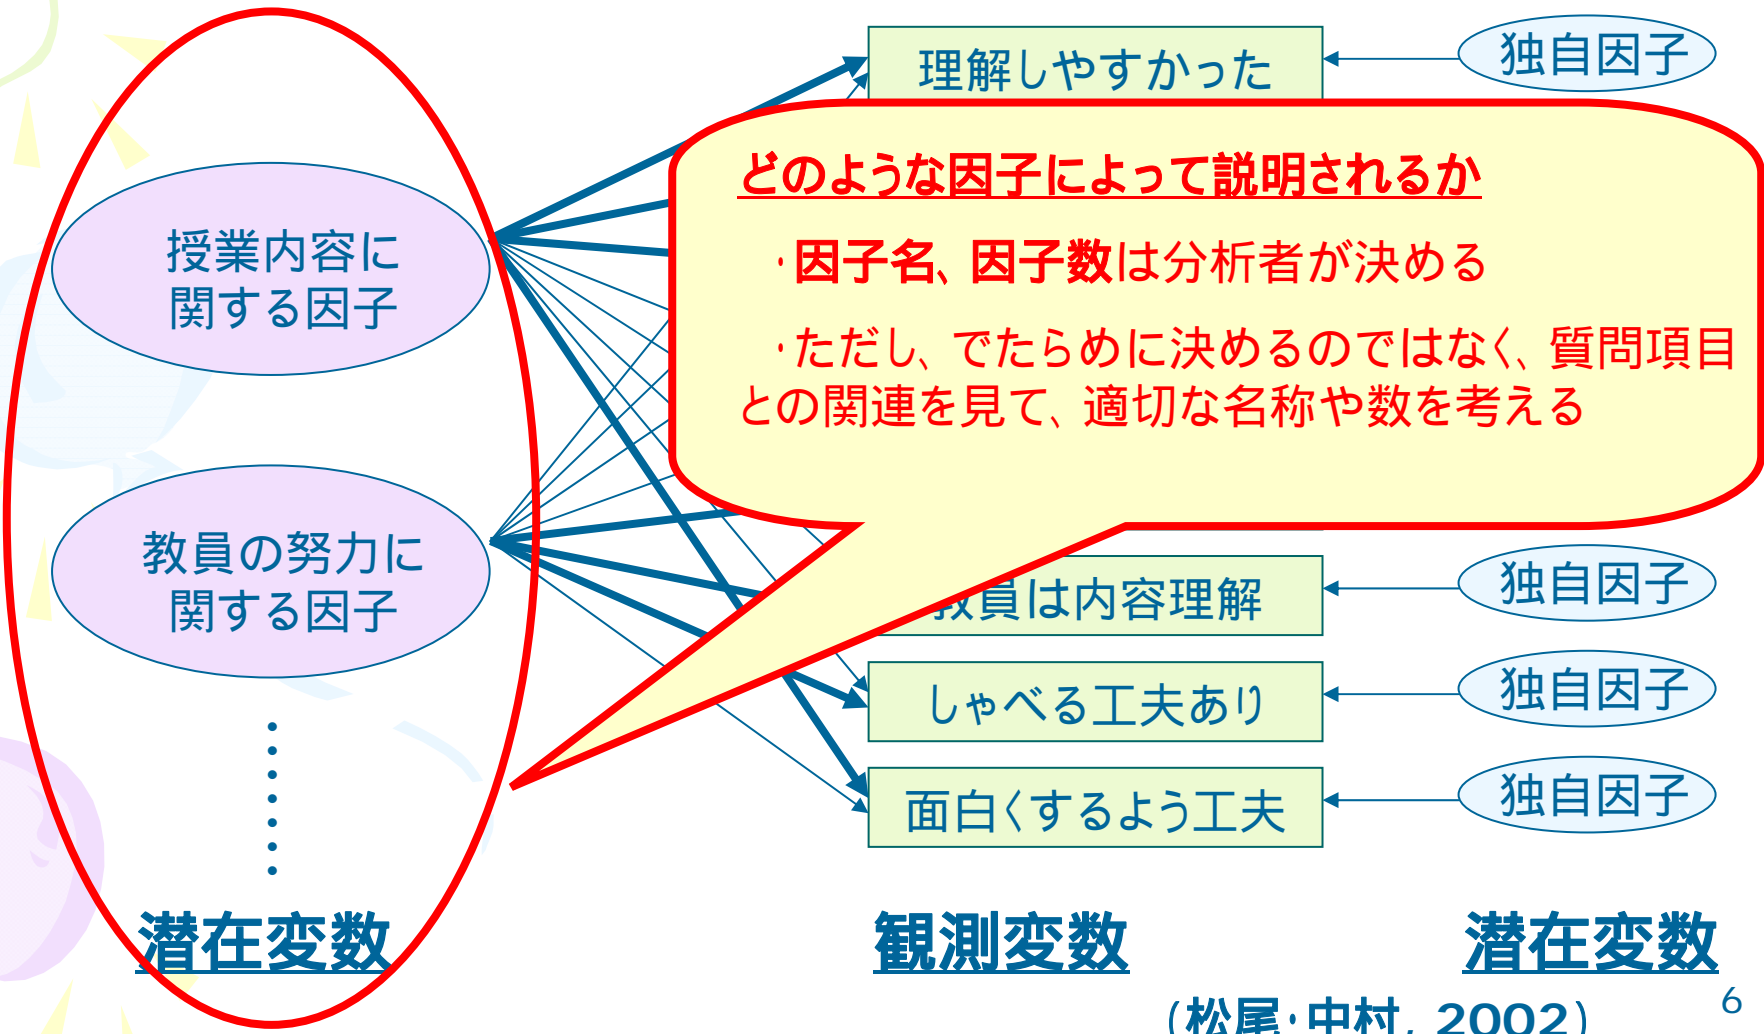 理解しやすかった
独自因子
どのような因子によって説明されるか
・因子名、因子数は分析者が決める
・ただし、でたらめに決めるのではなく、質問項目
との関連を見て、適切な名称や数を考える
授業内容に
関する因子
教員の努力に
関する因子
教員は内容理解
独自因子
しゃべる工夫あり
独自因子
面白くするよう工夫
独自因子
潜在変数
観測変数
潜在変数
(松尾・中村, 2002)
6